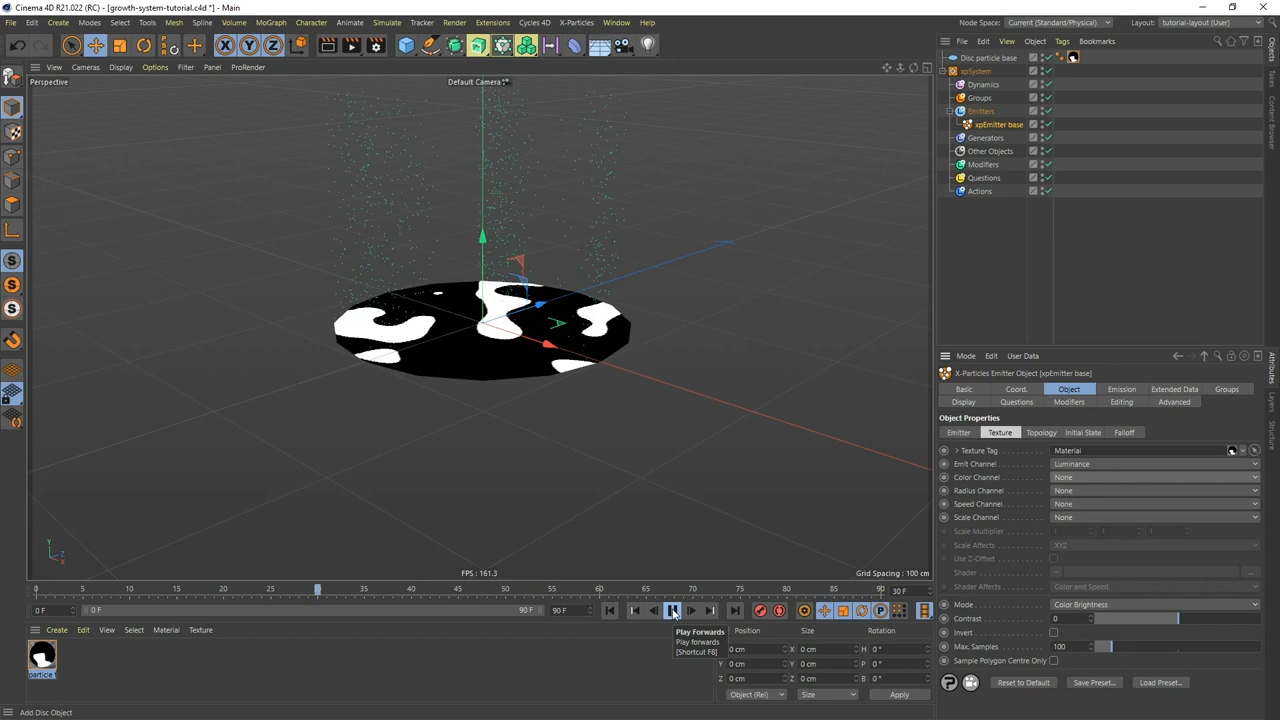 Cinema 4D R21.022 (RC) - [growth-system-tutorial.c4d *] - Main
File Edit Create Modes Select Tools Mesh Spline Volume MoGraph Character Animate Simulate Tracker Render Extensions Cycles 4D X-Particles Window Help
Node Space: Current (Standard/Physical) Layout: tutorial-layout (User)
File Edit View Object Tags Bookmarks
View Cameras Display Options Filter Panel ProRender
Perspective
Default Camera
Disc particle base
xpSystem
Dynamics
Groups
Emitters
xpEmitter base
Generators
Other Objects
Modifiers
Questions
Actions
Objects
Takes
Content Browser
Mode Edit User Data
X-Particles Emitter Object [xpEmitter base]
Basic Coord. Object Emission Extended Data Groups
Display Questions Modifiers Editing Advanced
Object Properties
Emitter Texture Topology Initial State Falloff
Texture Tag Material
Emit Channel Luminance
Color Channel None
Radius Channel None
Speed Channel None
Scale Channel None
Scale Multiplier 1 1 1
Scale Affects XYZ
Use Z-Offset
Shader
Shader Affects Color and Speed
Mode Color Brightness
Contrast 0
Invert
Max. Samples 100
Sample Polygon Centre Only
Reset to Default Save Preset... Load Preset...
Attributes
Layers
Structure
Y
Z
X
FPS : 161.3
Grid Spacing : 100 cm
0 5 10 15 20 25 30 35 40 45 50 55 60 65 70 75 80 85 90 30 F
0 F 0 F 90 F 90 F
Create Edit View Select Material Texture
particle t
Play Forwards
Play forwards
[Shortcut F8]
Position Size Rotation
0 cm X 0 cm H 0 °
Y 0 cm Y 0 cm P 0 °
Z 0 cm Z 0 cm B 0 °
Object (Rel) Size Apply
Add Disc Object